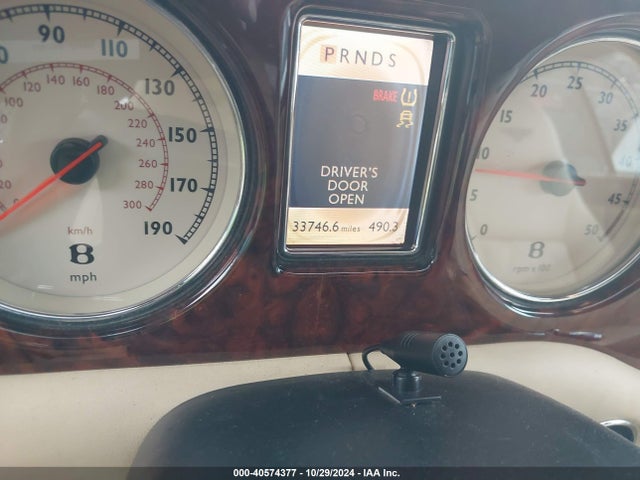 90
110
130
150
170
190
100
120
140
160
180
200
220
240
260
280
300
km/h
B
mph
P R N D S
BRAKE
DRIVER'S
DOOR
OPEN
33746.6 miles 490.3
0
5
10
20
25
30
35
40
45
50
B
rpm x 100
000-40574377 - 10/29/2024 - IAA Inc.